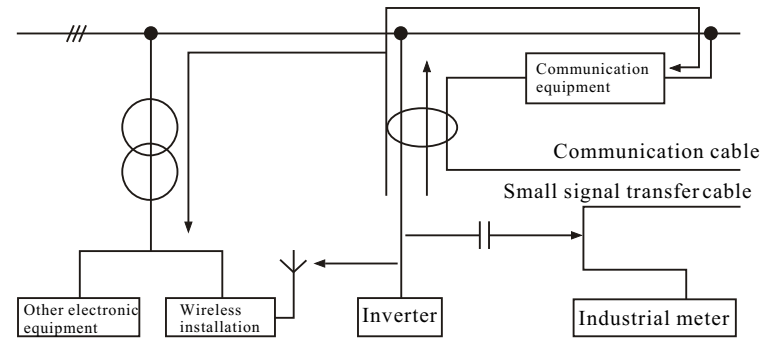 Communication
equipment
Communication cable
Small signal transfer cable
Other electronic
equipment
Wireless
installation
Inverter
Industrial meter